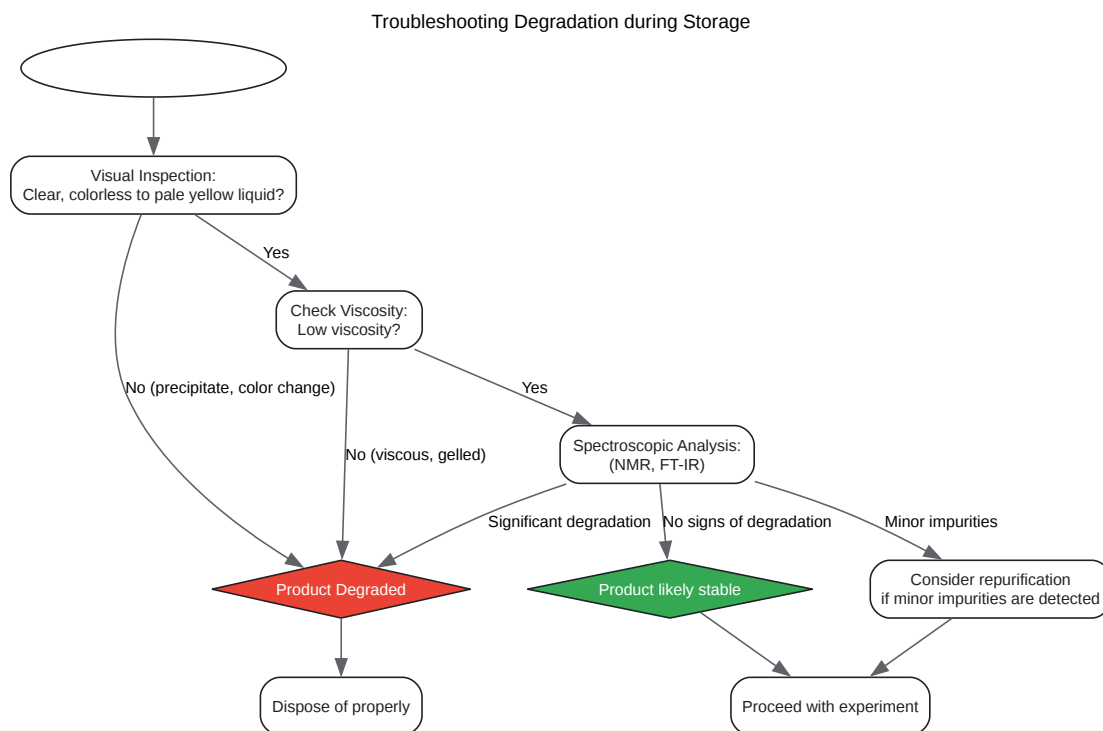 Troubleshooting Degradation during Storage
Visual Inspection:
Clear, colorless to pale yellow liquid?
Yes
Check Viscosity:
Low viscosity?
No (precipitate, color change)
Yes
No (viscous, gelled)
Spectroscopic Analysis:
(NMR, FT-IR)
Significant degradation
No signs of degradation
Minor impurities
Product Degraded
Product likely stable
Consider repurification
if minor impurities are detected
Dispose of properly
Proceed with experiment